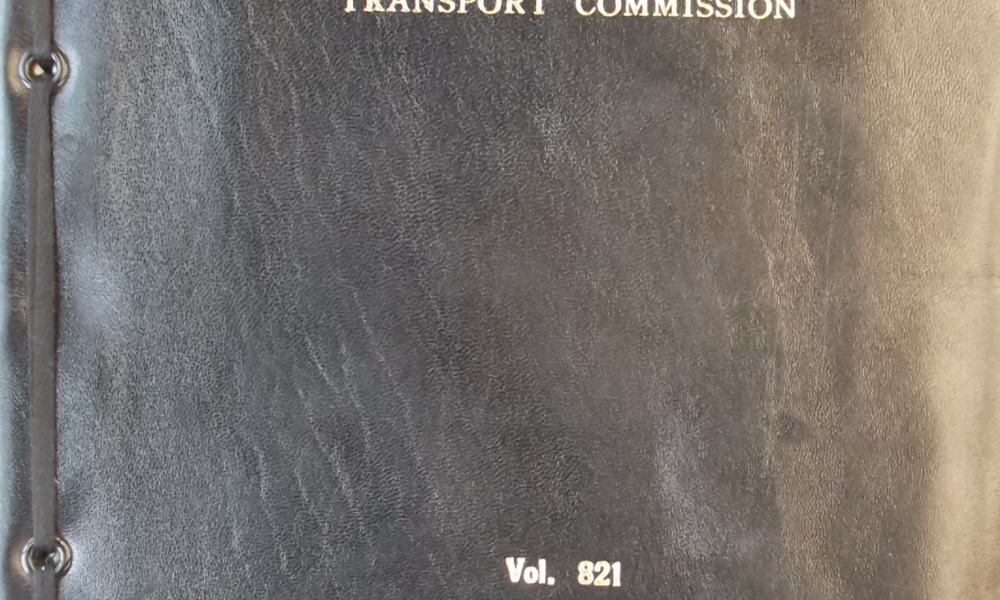 TRANSPORT COMMISSION
Vol. 821